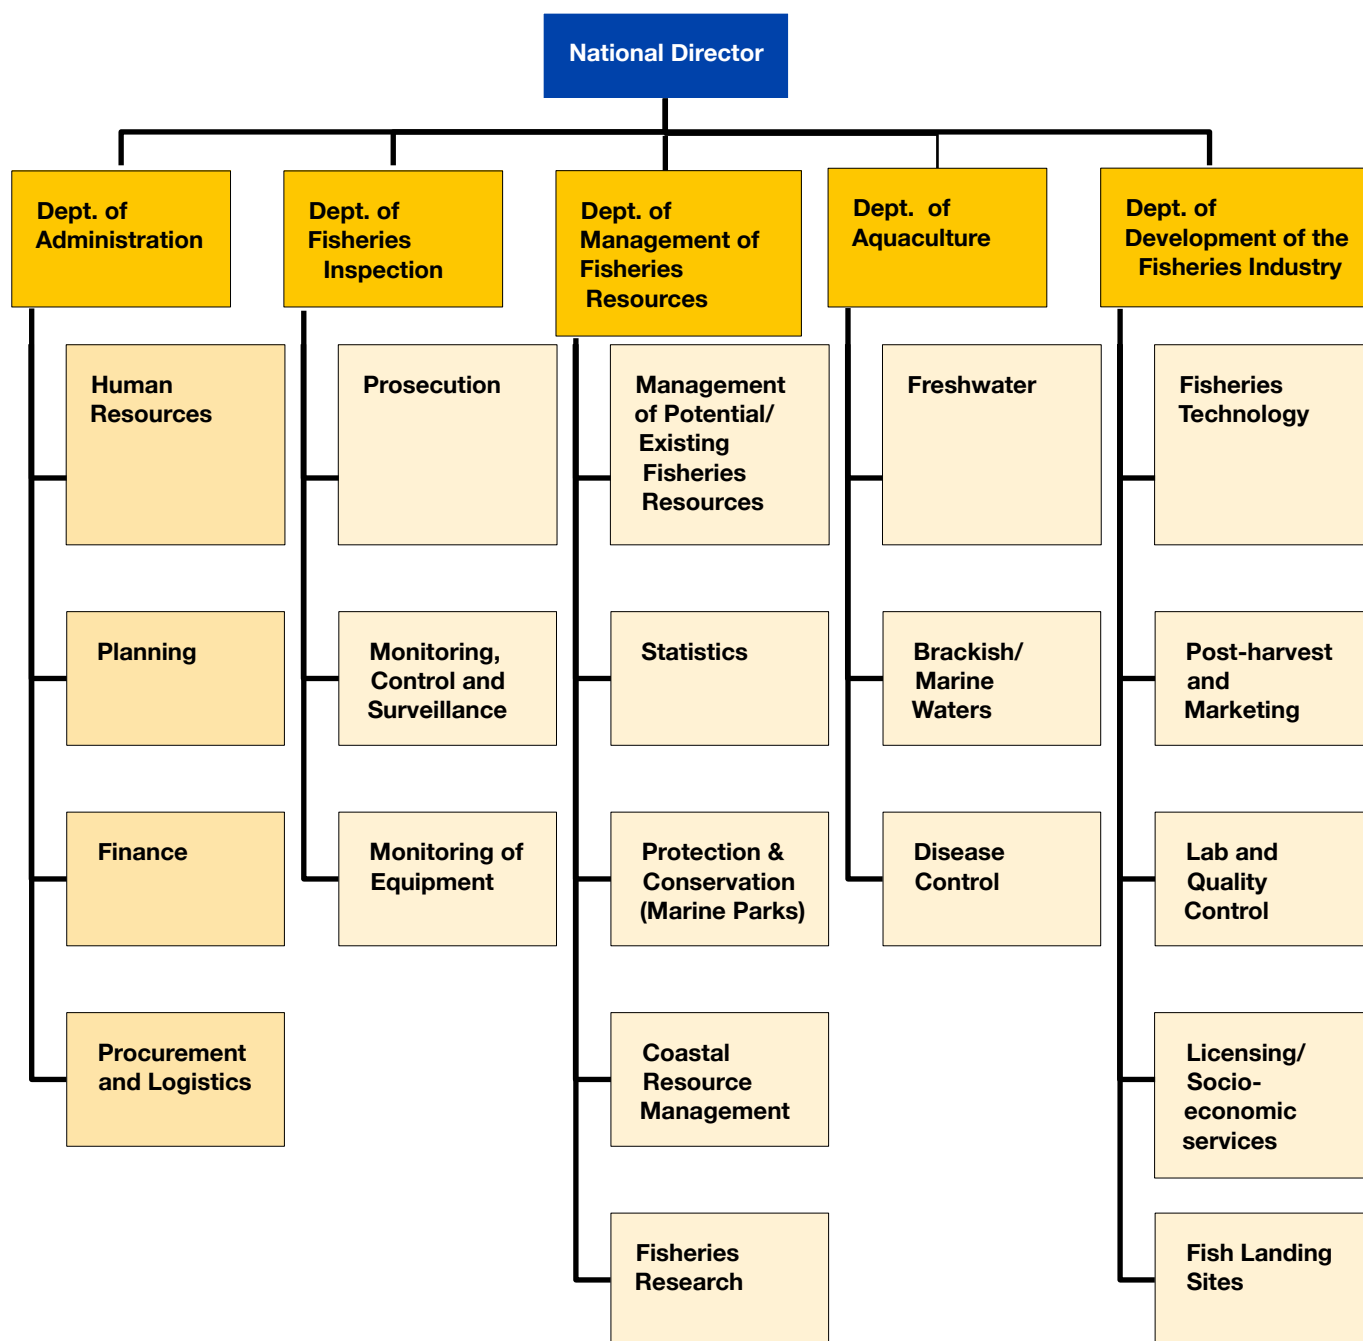 National Director
Dept. of
Administration
Dept. of
Fisheries
Inspection
Dept. of
Management of
Fisheries
Resources
Dept. of
Aquaculture
Dept. of
Development of the
Fisheries Industry
Human
Resources
Planning
Finance
Procurement
and Logistics
Prosecution
Monitoring,
Control and
Surveillance
Monitoring of
Equipment
Management
of Potential/
Existing
Fisheries
Resources
Statistics
Protection &
Conservation
(Marine Parks)
Coastal
Resource
Management
Fisheries
Research
Freshwater
Brackish/
Marine
Waters
Disease
Control
Fisheries
Technology
Post-harvest
and
Marketing
Lab and
Quality
Control
Licensing/
Socio-
economic
services
Fish Landing
Sites